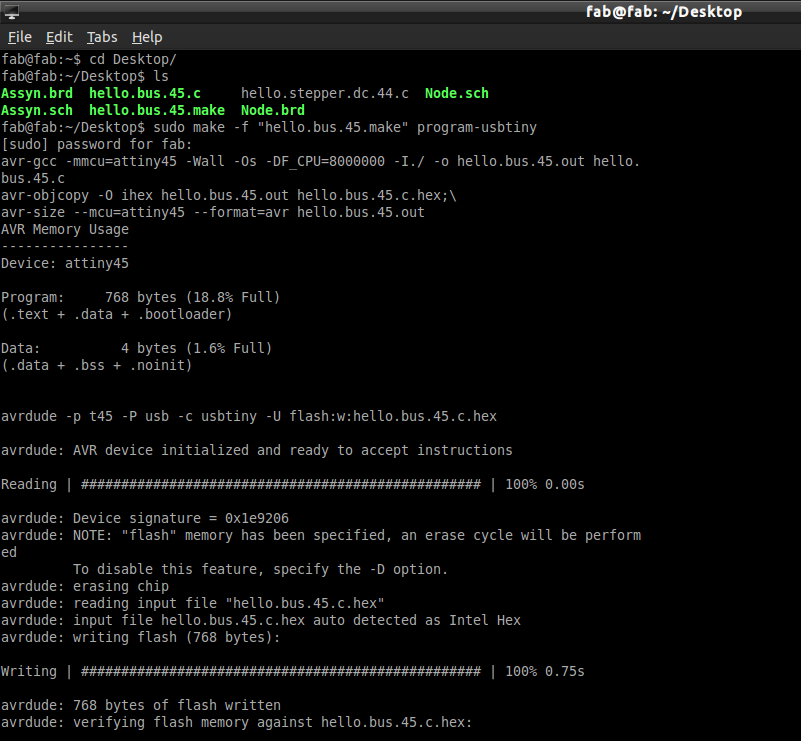 fab@fab: ~/Desktop
File Edit Tabs Help
fab@fab:~$ cd Desktop/
fab@fab:~/Desktop$ ls
Assyn.brd  hello.bus.45.c     hello.stepper.dc.44.c  Node.sch
Assyn.sch  hello.bus.45.make  Node.brd
fab@fab:~/Desktop$ sudo make -f "hello.bus.45.make" program-usbtiny
[sudo] password for fab:
avr-gcc -mmcu=attiny45 -Wall -Os -DF_CPU=8000000 -I./ -o hello.bus.45.out hello.
bus.45.c
avr-objcopy -O ihex hello.bus.45.out hello.bus.45.c.hex;\
avr-size --mcu=attiny45 --format=avr hello.bus.45.out
AVR Memory Usage
----------------
Device: attiny45
Program:     768 bytes (18.8% Full)
(.text + .data + .bootloader)
Data:          4 bytes (1.6% Full)
(.data + .bss + .noinit)
avrdude -p t45 -P usb -c usbtiny -U flash:w:hello.bus.45.c.hex
avrdude: AVR device initialized and ready to accept instructions
Reading | ################################################## | 100% 0.00s
avrdude: Device signature = 0x1e9206
avrdude: NOTE: "flash" memory has been specified, an erase cycle will be perform
ed
         To disable this feature, specify the -D option.
avrdude: erasing chip
avrdude: reading input file "hello.bus.45.c.hex"
avrdude: input file hello.bus.45.c.hex auto detected as Intel Hex
avrdude: writing flash (768 bytes):
Writing | ################################################## | 100% 0.75s
avrdude: 768 bytes of flash written
avrdude: verifying flash memory against hello.bus.45.c.hex: